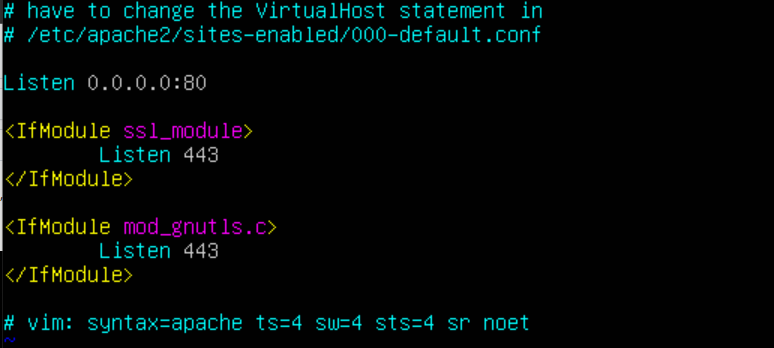 # have to change the VirtualHost statement in
# /etc/apache2/sites-enabled/000-default.conf
Listen 0.0.0.0:80
<IfModule ssl_module>
Listen 443
</IfModule>
<IfModule mod_gnutls.c>
Listen 443
</IfModule>
# vim: syntax=apache ts=4 sw=4 sts=4 sr noet
~